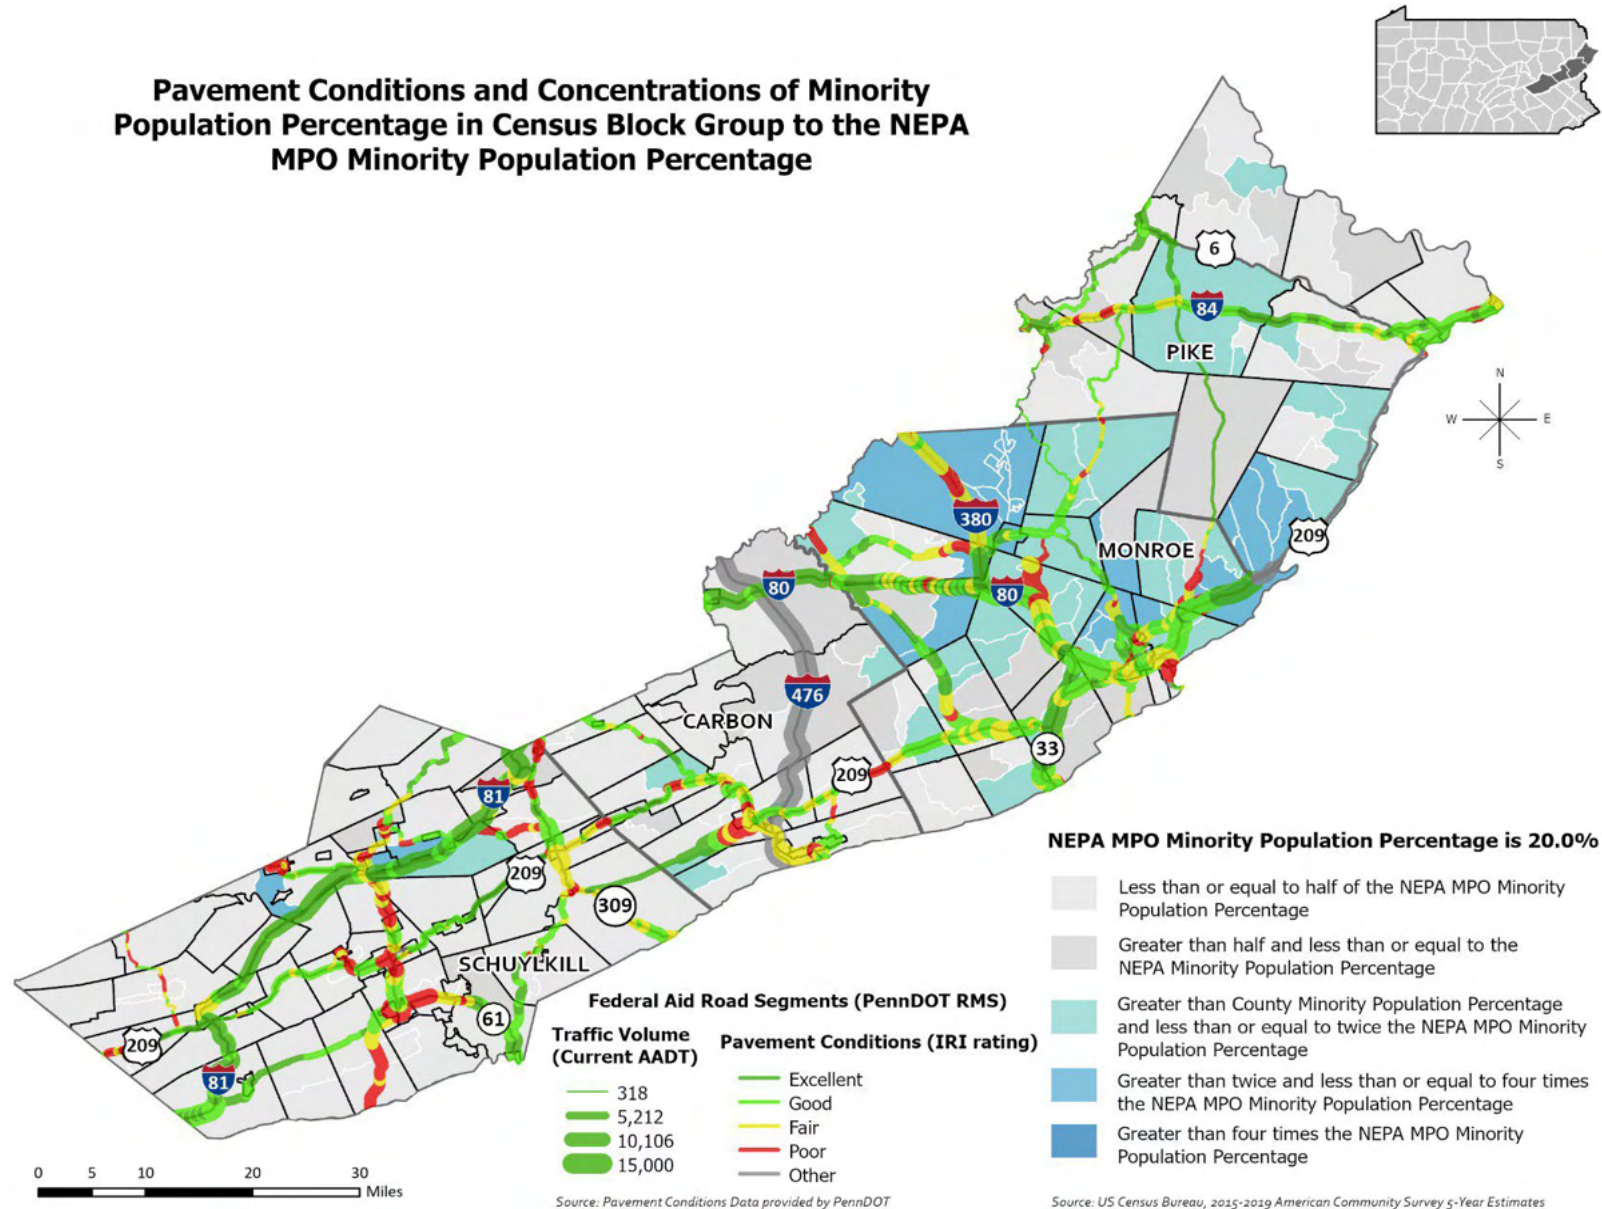 Pavement Conditions and Concentrations of Minority
Population Percentage in Census Block Group to the NEPA
MPO Minority Population Percentage
6
84
PIKE
N
W
E
S
380
209
MONROE
80
80
476
CARBON
33
209
81
209
309
SCHUYLKILL
61
209
81
NEPA MPO Minority Population Percentage is 20.0%
Less than or equal to half of the NEPA MPO Minority
Population Percentage
Greater than half and less than or equal to the
NEPA Minority Population Percentage
Greater than County Minority Population Percentage
and less than or equal to twice the NEPA MPO Minority
Population Percentage
Greater than twice and less than or equal to four times
the NEPA MPO Minority Population Percentage
Greater than four times the NEPA MPO Minority
Population Percentage
Federal Aid Road Segments (PennDOT RMS)
Traffic Volume
(Current AADT)
318
5,212
10,106
15,000
Pavement Conditions (IRI rating)
Excellent
Good
Fair
Poor
Other
0 5 10 20 30
Miles
Source: Pavement Conditions Data provided by PennDOT
Source: US Census Bureau, 2015-2019 American Community Survey 5-Year Estimates